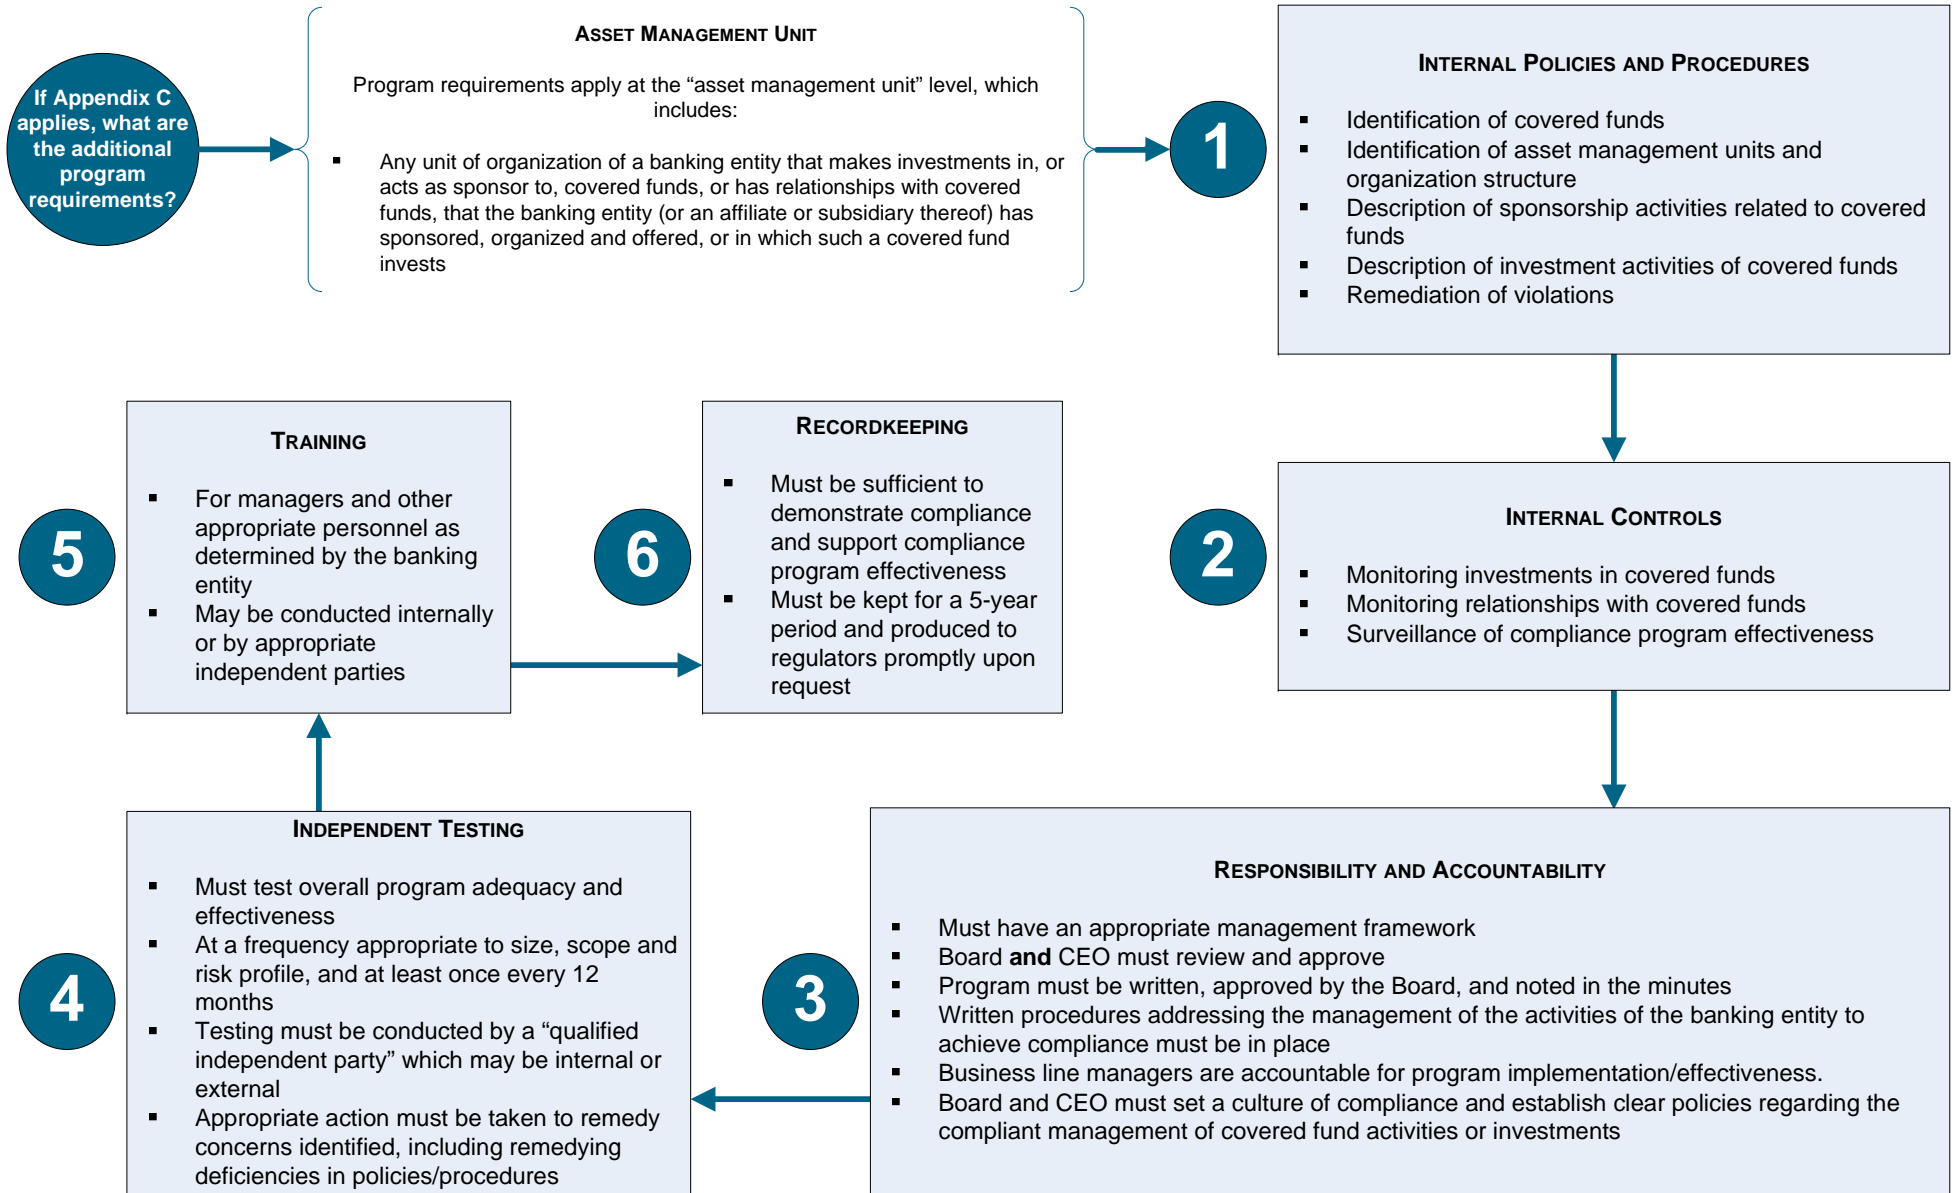 If Appendix C
applies, what are
the additional
program
requirements?
ASSET MANAGEMENT UNIT
Program requirements apply at the “asset management unit” level, which
includes:
▪ Any unit of organization of a banking entity that makes investments in, or
acts as sponsor to, covered funds, or has relationships with covered
funds, that the banking entity (or an affiliate or subsidiary thereof) has
sponsored, organized and offered, or in which such a covered fund
invests
1
INTERNAL POLICIES AND PROCEDURES
▪ Identification of covered funds
▪ Identification of asset management units and
organization structure
▪ Description of sponsorship activities related to covered
funds
▪ Description of investment activities of covered funds
▪ Remediation of violations
2
INTERNAL CONTROLS
▪ Monitoring investments in covered funds
▪ Monitoring relationships with covered funds
▪ Surveillance of compliance program effectiveness
3
RESPONSIBILITY AND ACCOUNTABILITY
▪ Must have an appropriate management framework
▪ Board and CEO must review and approve
▪ Program must be written, approved by the Board, and noted in the minutes
▪ Written procedures addressing the management of the activities of the banking entity to
achieve compliance must be in place
▪ Business line managers are accountable for program implementation/effectiveness.
▪ Board and CEO must set a culture of compliance and establish clear policies regarding the
compliant management of covered fund activities or investments
4
INDEPENDENT TESTING
▪ Must test overall program adequacy and
effectiveness
▪ At a frequency appropriate to size, scope and
risk profile, and at least once every 12
months
▪ Testing must be conducted by a “qualified
independent party” which may be internal or
external
▪ Appropriate action must be taken to remedy
concerns identified, including remedying
deficiencies in policies/procedures
5
TRAINING
▪ For managers and other
appropriate personnel as
determined by the banking
entity
▪ May be conducted internally
or by appropriate
independent parties
6
RECORDKEEPING
▪ Must be sufficient to
demonstrate compliance
and support compliance
program effectiveness
▪ Must be kept for a 5-year
period and produced to
regulators promptly upon
request